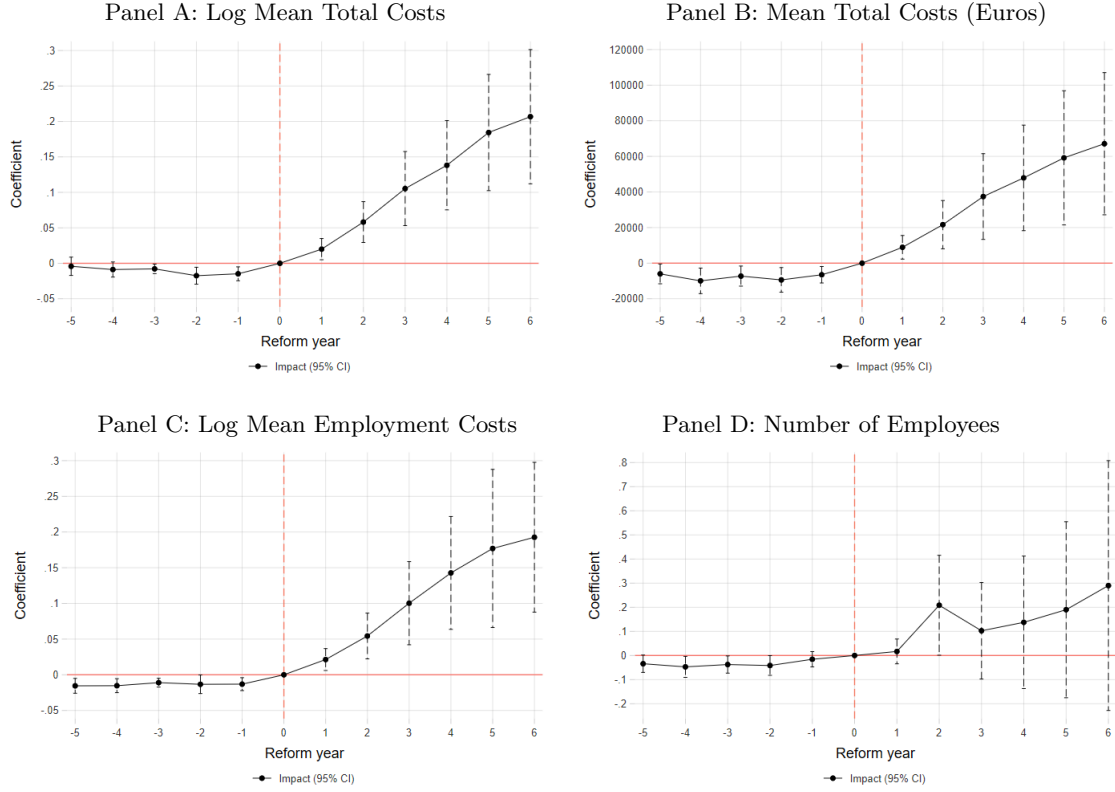 Panel A: Log Mean Total Costs
.3
.25
.2
.15
.1
.05
0
-.05
Coefficient
-5 -4 -3 -2 -1 0 1 2 3 4 5 6
Reform year
Impact (95% CI)
Panel B: Mean Total Costs (Euros)
120000
100000
80000
60000
40000
20000
0
-20000
Coefficient
-5 -4 -3 -2 -1 0 1 2 3 4 5 6
Reform year
Impact (95% CI)
Panel C: Log Mean Employment Costs
.3
.25
.2
.15
.1
.05
0
-.05
Coefficient
-5 -4 -3 -2 -1 0 1 2 3 4 5 6
Reform year
Impact (95% CI)
Panel D: Number of Employees
.8
.7
.6
.5
.4
.3
.2
.1
0
-.1
-.2
Coefficient
-5 -4 -3 -2 -1 0 1 2 3 4 5 6
Reform year
Impact (95% CI)